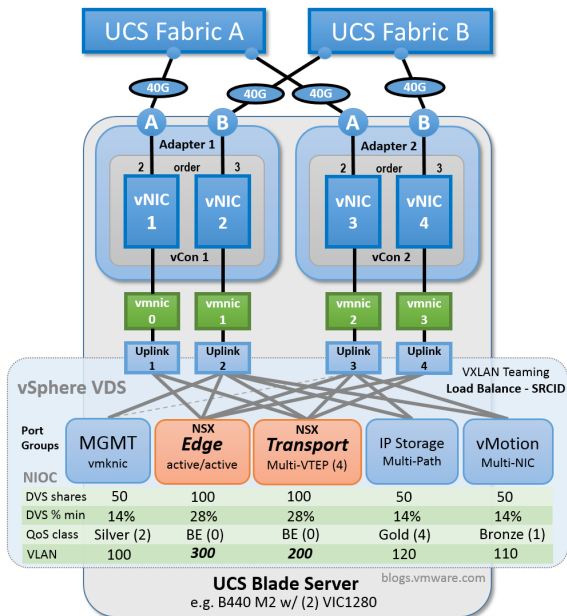 UCS Fabric A
UCS Fabric B
40G
40G
40G
40G
A
B
A
B
Adapter 1
Adapter 2
2 order 3
2 order 3
vNIC
1
vNIC
2
vNIC
3
vNIC
4
vCon 1
vCon 2
vmnic
0
vmnic
1
vmnic
2
vmnic
3
Uplink
1
Uplink
2
Uplink
3
Uplink
4
vSphere VDS
VXLAN Teaming
Load Balance - SRCID
Port
Groups
MGMT
vmknic
NSX
Edge
active/active
NSX
Transport
Multi-VTEP (4)
IP Storage
Multi-Path
vMotion
Multi-NIC
NIOC
DVS shares 50 100 100 50 50
DVS % min 14% 28% 28% 14% 14%
QoS class Silver (2) BE (0) BE (0) Gold (4) Bronze (1)
VLAN 100 300 200 120 110
UCS Blade Server
blogs.vmware.com
e.g. B440 M2 w/ (2) VIC1280